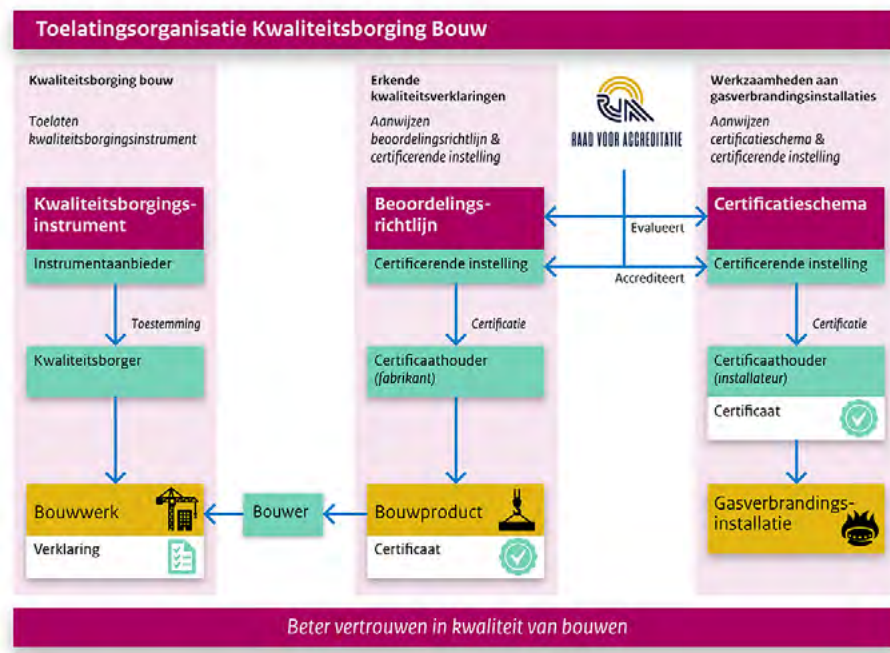 Toelatingsorganisatie Kwaliteitsborging Bouw
Kwaliteitsborging bouw
Toelaten
kwaliteitsborgingsinstrument
Kwaliteitsborgings-
instrument
Instrumentaanbieder
Toestemming
Kwaliteitsborger
Bouwwerk
Verklaring
Bouwer
Erkende
kwaliteitsverklaringen
Aanwijzen
beoordelingsrichtlijn &
certificerende instelling
Beoordelings-
richtlijn
Certificerende instelling
Certificatie
Certificaathouder
(fabrikant)
Bouwproduct
Certificaat
RvA
RAAD VOOR ACCREDITATIE
Evalueert
Accrediteert
Werkzaamheden aan
gasverbrandingsinstallaties
Aanwijzen
certificatieschema &
certificerende instelling
Certificatieschema
Certificerende instelling
Certificatie
Certificaathouder
(installateur)
Certificaat
Gasverbrandings-
installatie
Beter vertrouwen in kwaliteit van bouwen